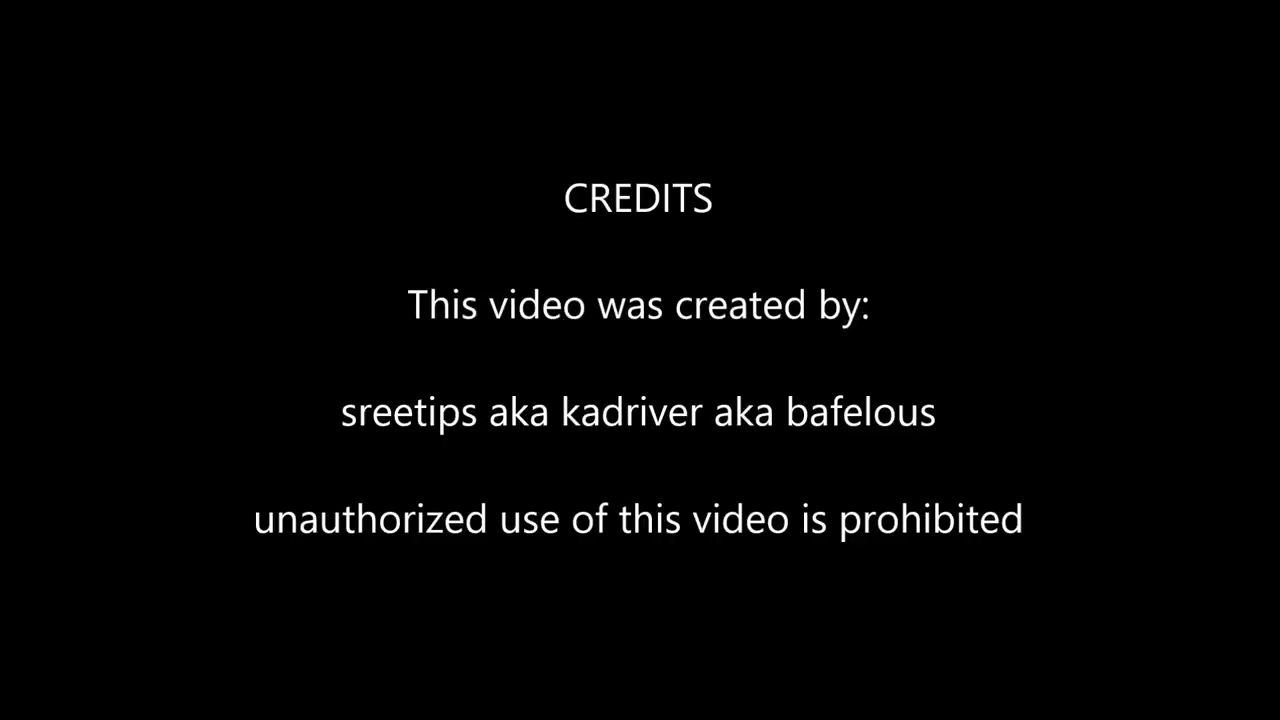 CREDITS
This video was created by:
sreetips aka kadriver aka bafelous
unauthorized use of this video is prohibited